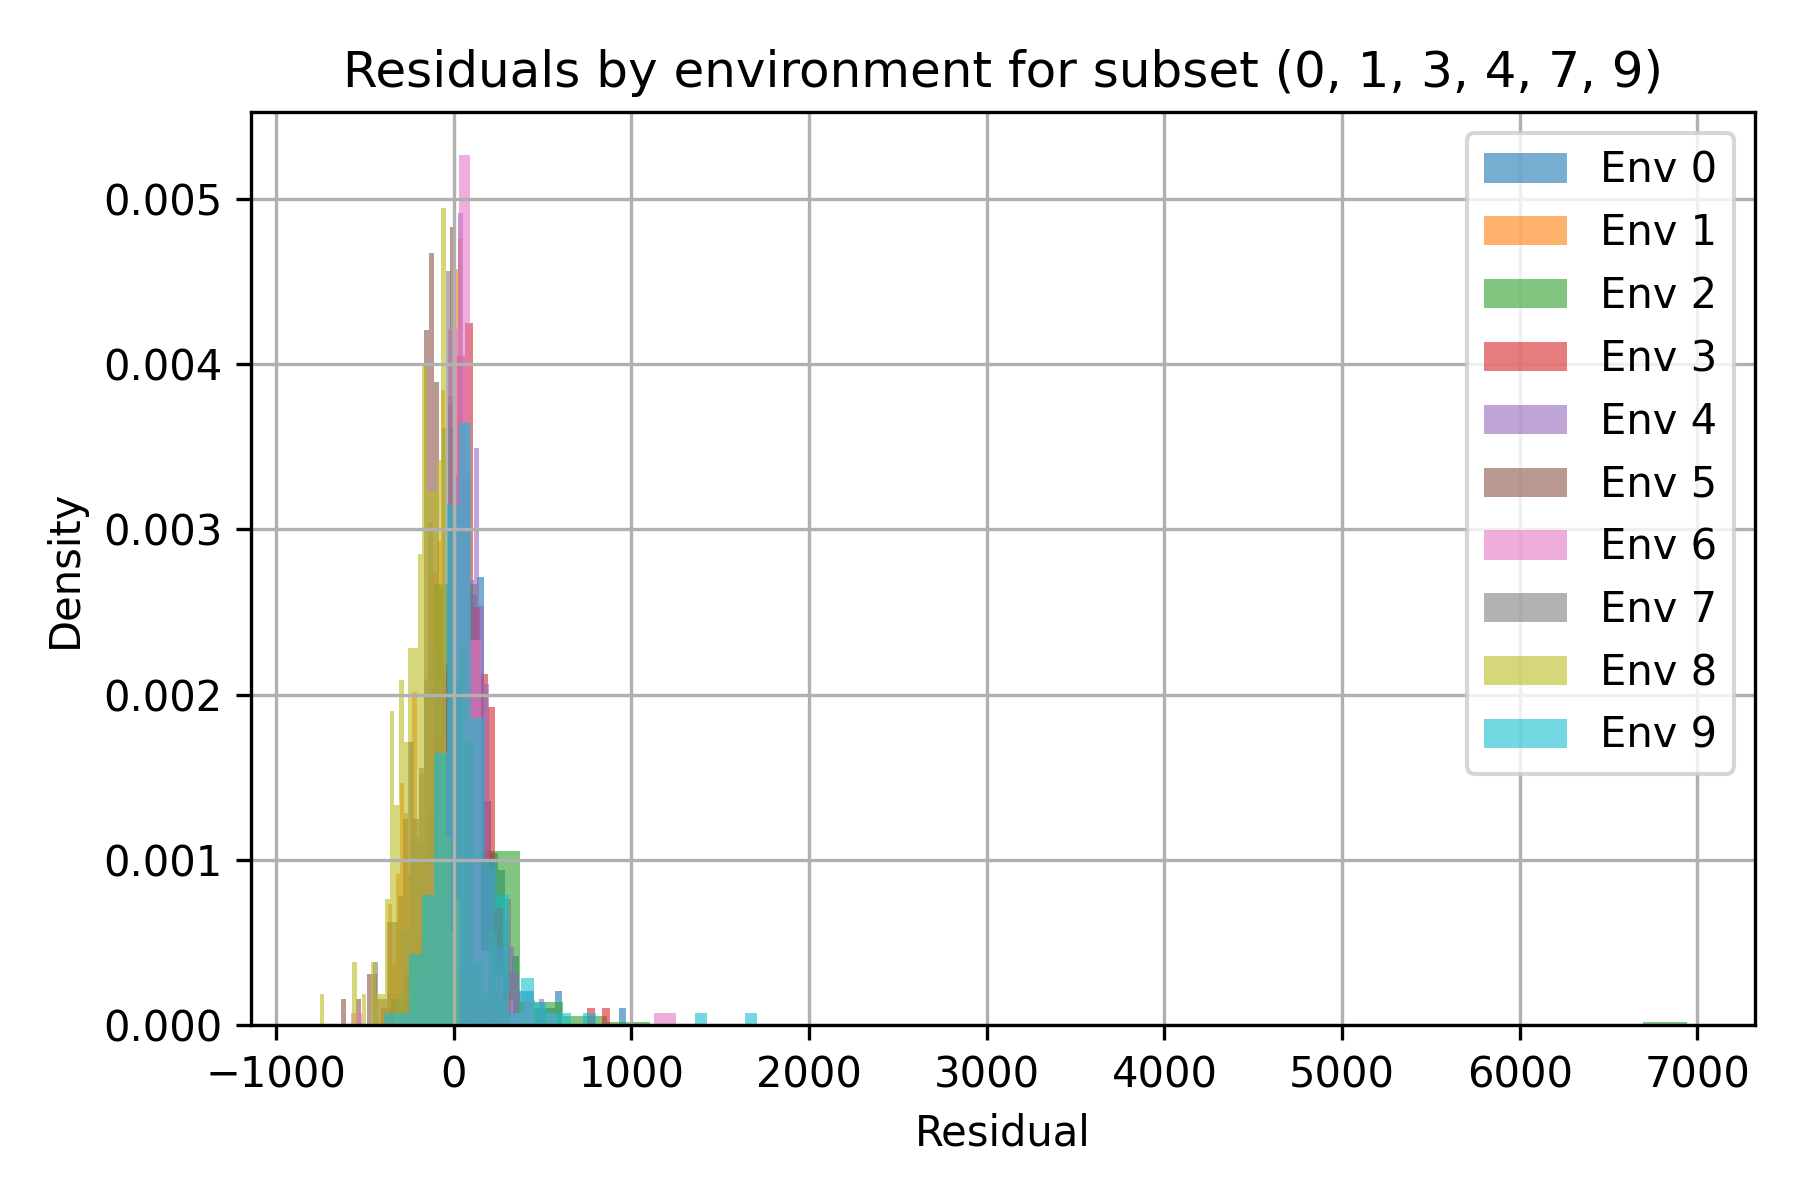 Residuals by environment for subset (0, 1, 3, 4, 7, 9)
Density
0.005
0.004
0.003
0.002
0.001
0.000
Env 0
Env 1
Env 2
Env 3
Env 4
Env 5
Env 6
Env 7
Env 8
Env 9
−1000 0 1000 2000 3000 4000 5000 6000 7000
Residual